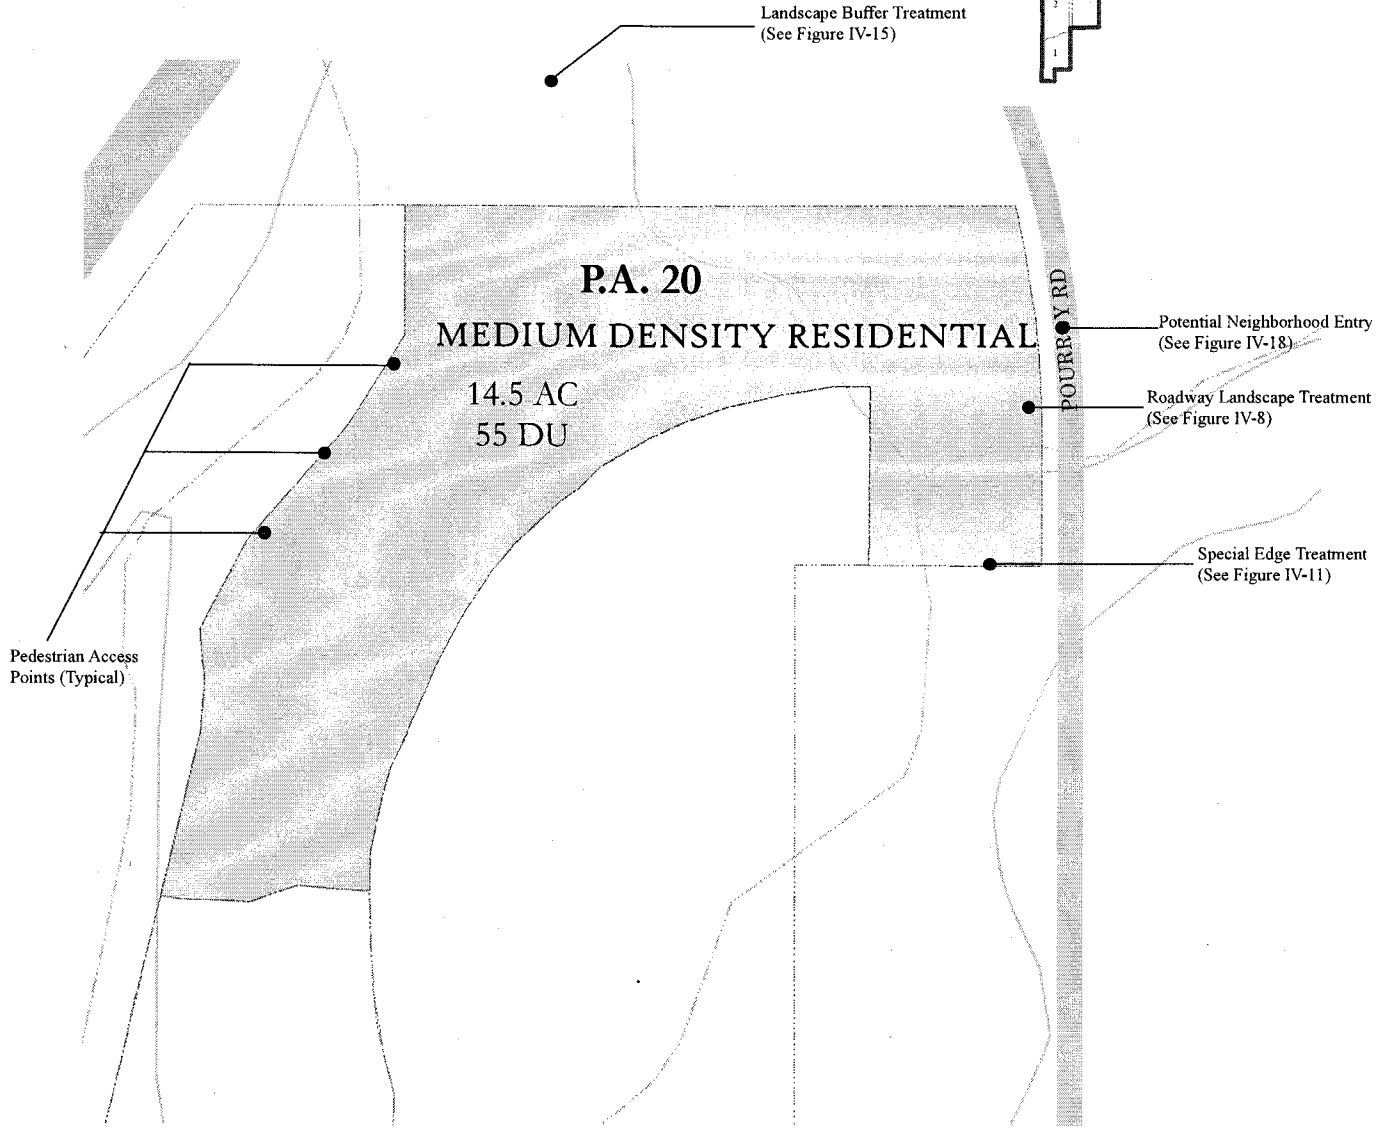 Landscape Buffer Treatment
(See Figure IV-15)
2
1
P.A. 20
MEDIUM DENSITY RESIDENTIAL
14.5 AC
55 DU
POURROY RD
Potential Neighborhood Entry
(See Figure IV-18)
Roadway Landscape Treatment
(See Figure IV-8)
Special Edge Treatment
(See Figure IV-11)
Pedestrian Access
Points (Typical)